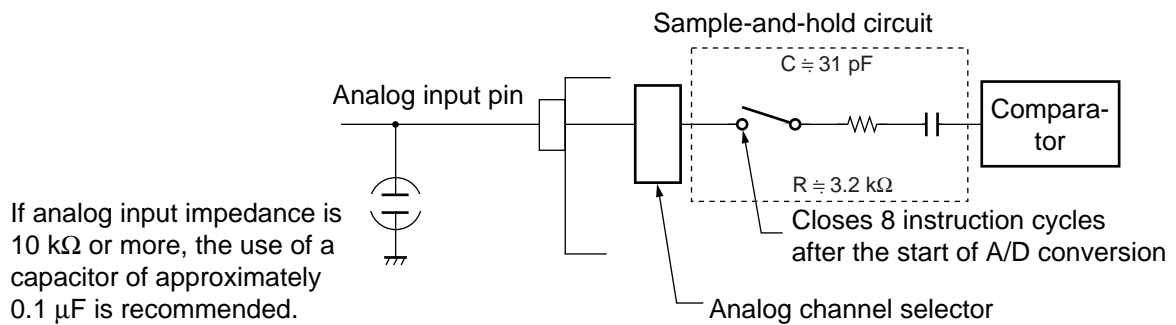 Sample-and-hold circuit
C ≒ 31 pF
Analog input pin
Compara-
tor
R ≒ 3.2 kΩ
If analog input impedance is
10 kΩ or more, the use of a
capacitor of approximately
0.1 μF is recommended.
Closes 8 instruction cycles
after the start of A/D conversion
Analog channel selector